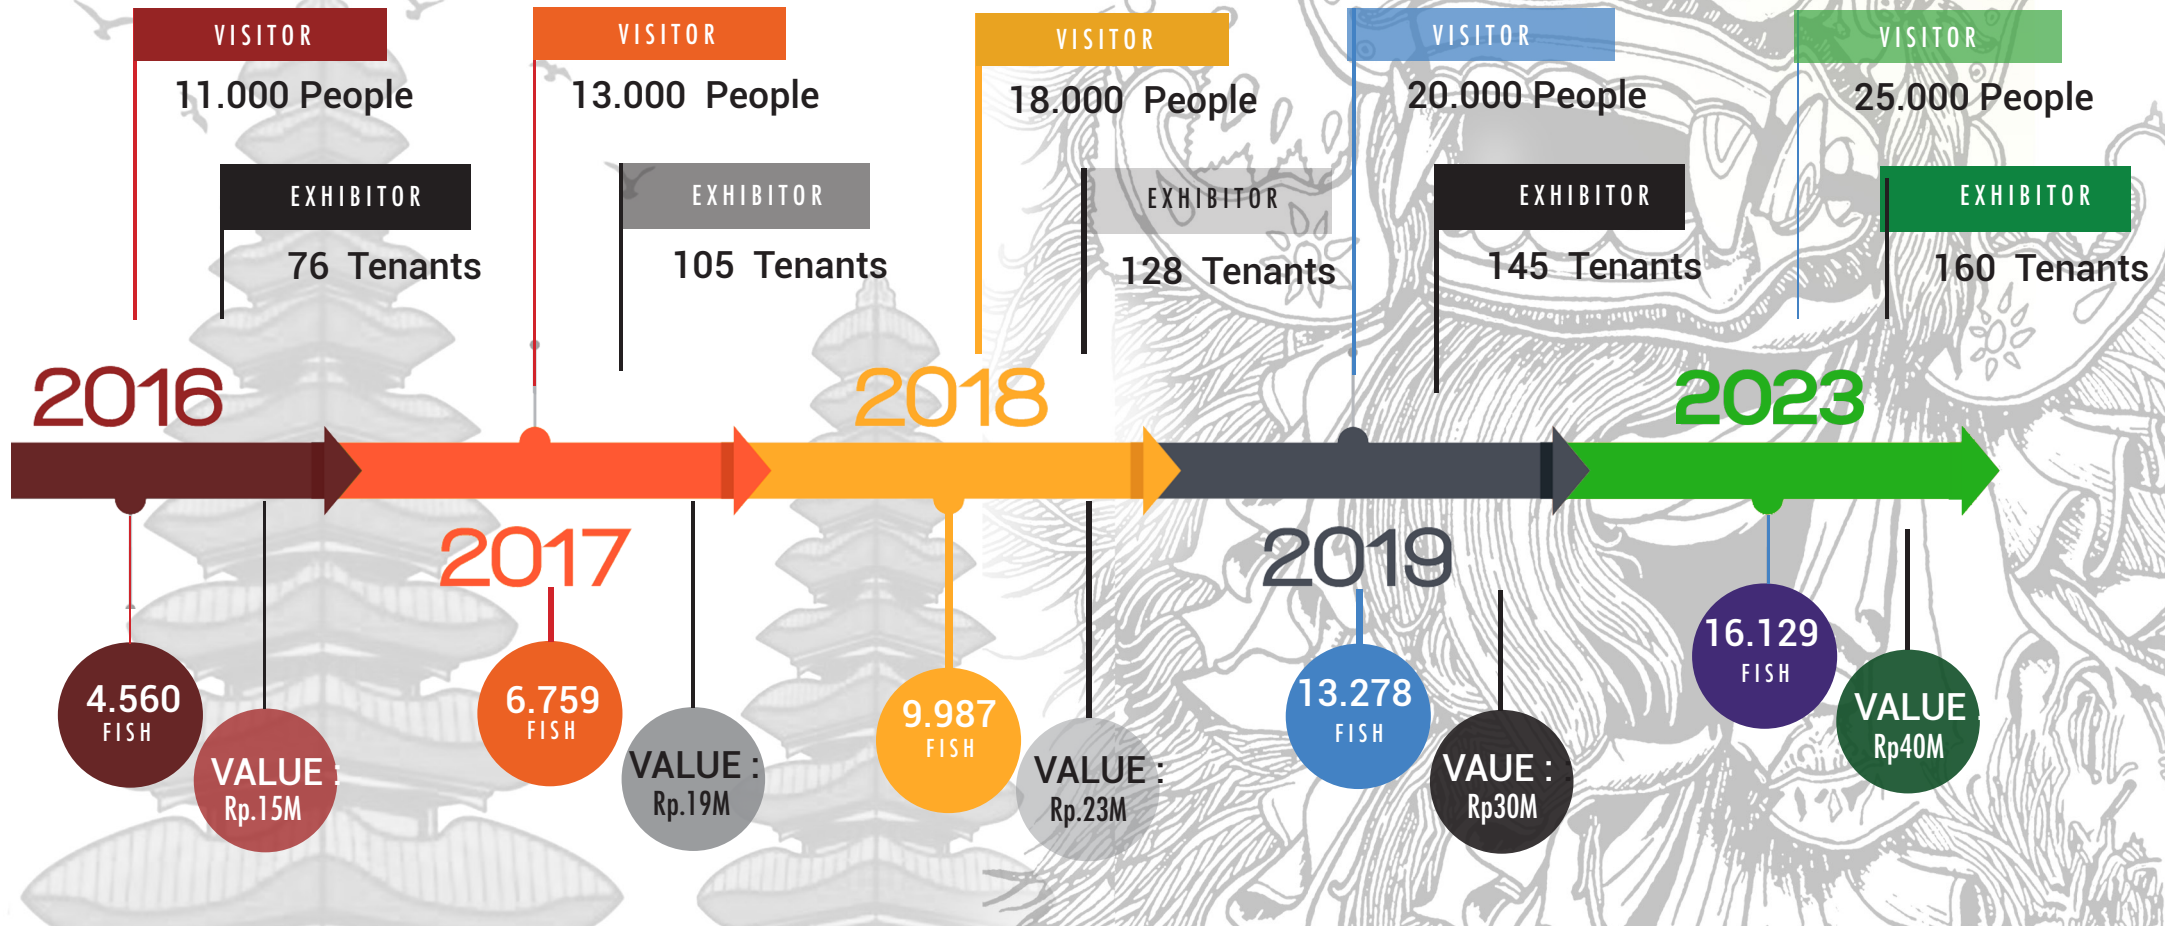 VISITOR
11.000 People
EXHIBITOR
76 Tenants
VISITOR
13.000 People
EXHIBITOR
105 Tenants
VISITOR
18.000 People
EXHIBITOR
128 Tenants
VISITOR
20.000 People
EXHIBITOR
145 Tenants
VISITOR
25.000 People
EXHIBITOR
160 Tenants
2016
2017
2018
2019
2023
4.560
FISH
VALUE :
Rp.15M
6.759
FISH
VALUE :
Rp.19M
9.987
FISH
VALUE :
Rp.23M
13.278
FISH
VAUE :
Rp30M
16.129
FISH
VALUE :
Rp40M